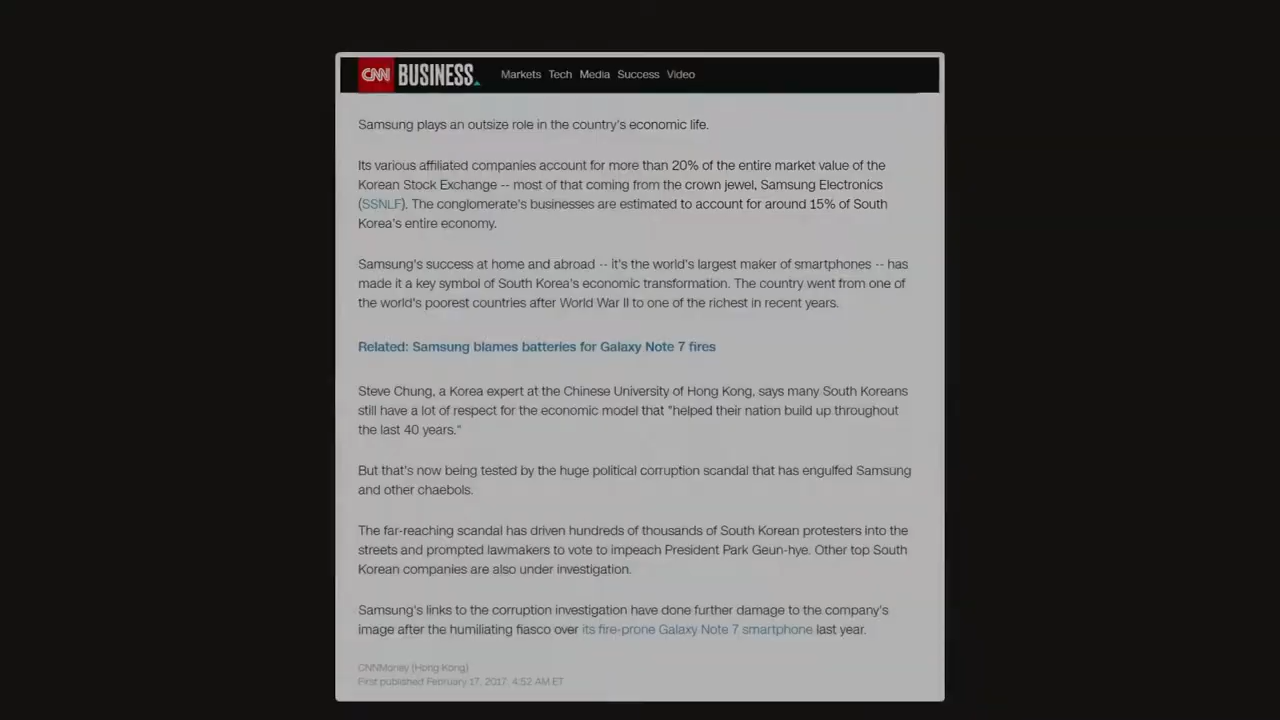 CNN BUSINESS Markets Tech Media Success Video
Samsung plays an outsize role in the country's economic life.
Its various affiliated companies account for more than 20% of the entire market value of the
Korean Stock Exchange -- most of that coming from the crown jewel, Samsung Electronics
(SSNLF). The conglomerate's businesses are estimated to account for around 15% of South
Korea's entire economy.
Samsung's success at home and abroad -- it's the world's largest maker of smartphones -- has
made it a key symbol of South Korea's economic transformation. The country went from one of
the world's poorest countries after World War II to one of the richest in recent years.
Related: Samsung blames batteries for Galaxy Note 7 fires
Steve Chung, a Korea expert at the Chinese University of Hong Kong, says many South Koreans
still have a lot of respect for the economic model that "helped their nation build up throughout
the last 40 years."
But that's now being tested by the huge political corruption scandal that has engulfed Samsung
and other chaebols.
The far-reaching scandal has driven hundreds of thousands of South Korean protesters into the
streets and prompted lawmakers to vote to impeach President Park Geun-hye. Other top South
Korean companies are also under investigation.
Samsung's links to the corruption investigation have done further damage to the company's
image after the humiliating fiasco over its fire-prone Galaxy Note 7 smartphone last year.
CNNMoney (Hong Kong)
First published February 17, 2017: 4:52 AM ET